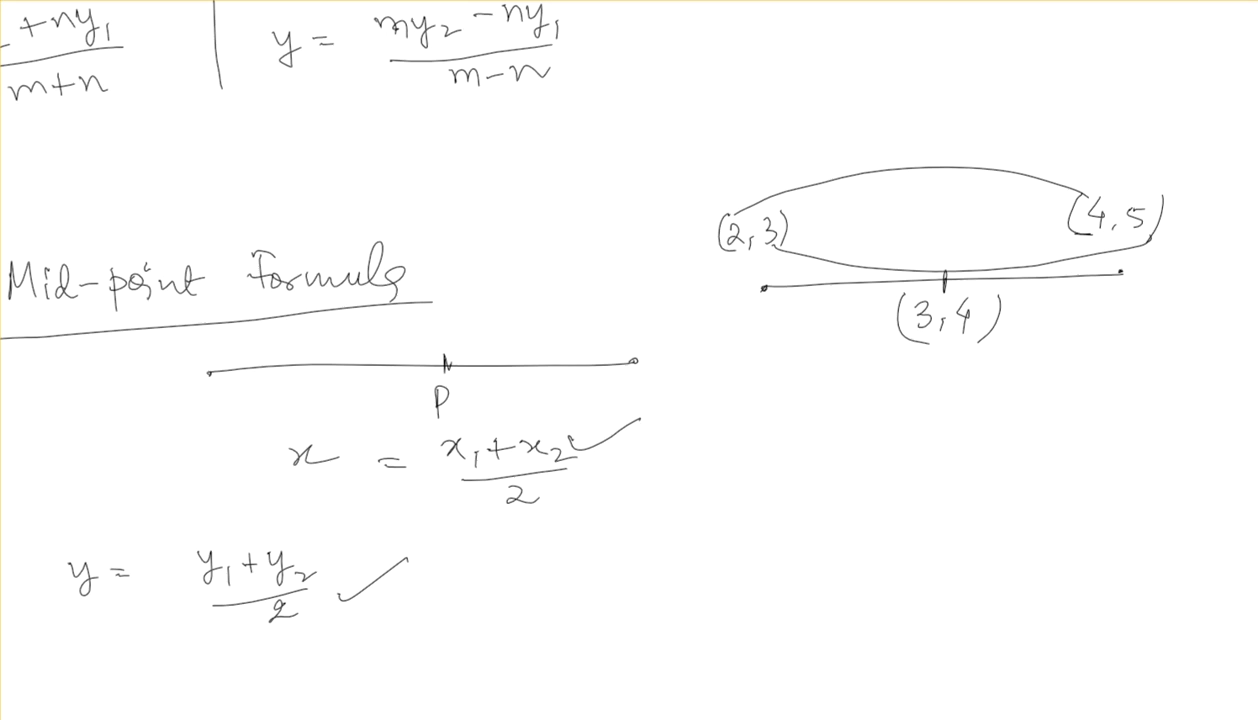 +ny₁ / m+n | y = my₂ - ny₁ / m-n
(2,3) (4,5)
(3,4)
Mid-point Formula
P
x = x₁+x₂ / 2
y = y₁+y₂ / 2